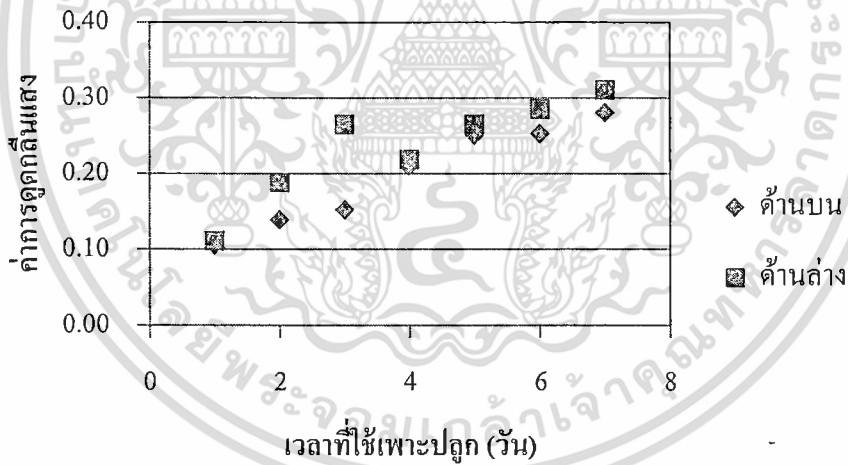 0.40
0.30
0.20
0.10
0.00
0 2 4 6 8
ค่าการดูดกลืนแสง
เวลาที่ใช้เพาะปลูก (วัน)
ด้านบน
ด้านล่าง